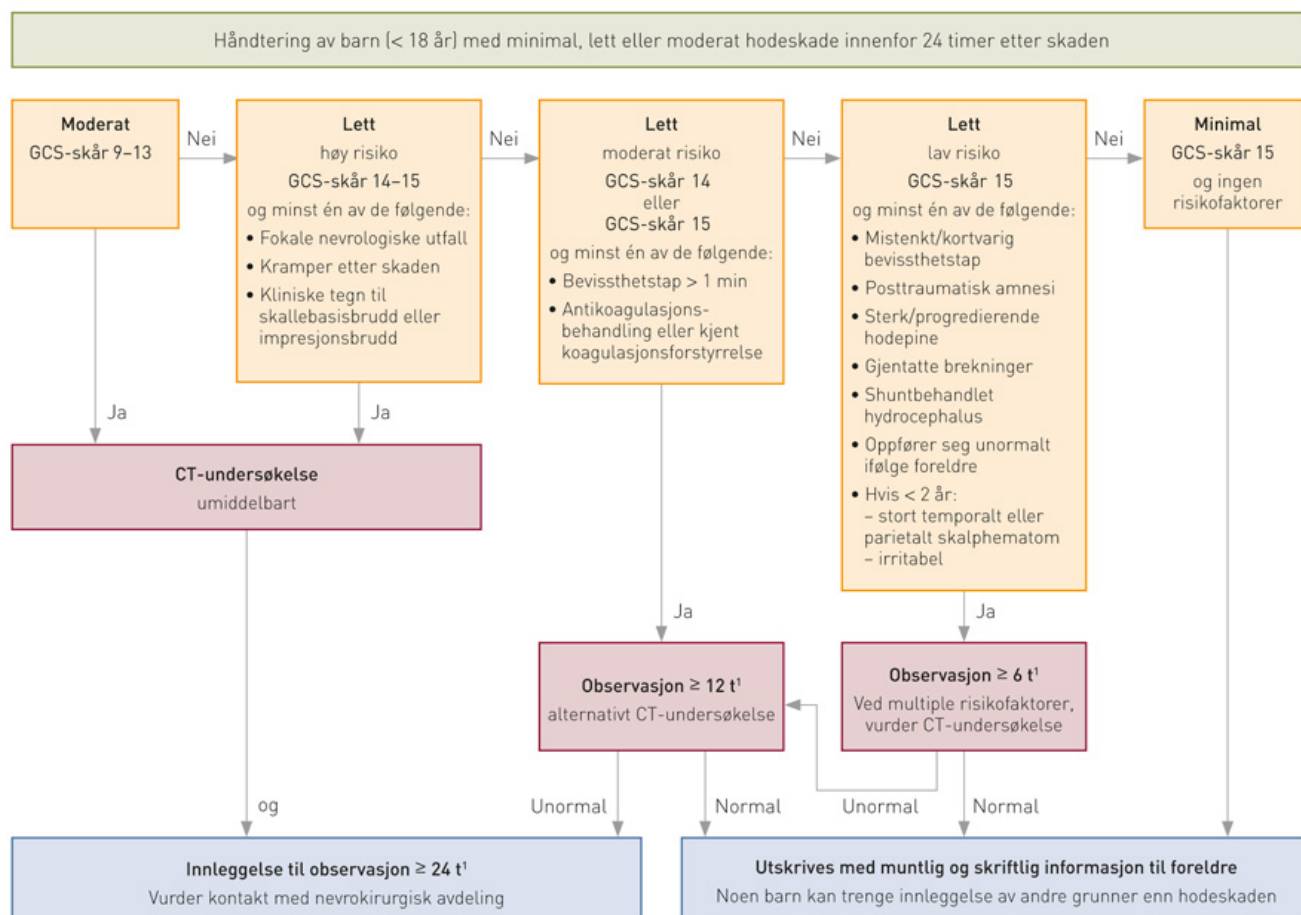 Håndtering av barn (< 18 år) med minimal, lett eller moderat hodeskade innenfor 24 timer etter skaden
Moderat
GCS-skår 9–13
Nei
Lett
høy risiko
GCS-skår 14–15
og minst én av de følgende:
• Fokale nevrologiske utfall
• Kramper etter skaden
• Kliniske tegn til
skallebasisbrudd eller
impresjonsbrudd
Nei
Lett
moderat risiko
GCS-skår 14
eller
GCS-skår 15
og minst én av de følgende:
• Bevissthetstap > 1 min
• Antikoagulasjons-
behandling eller kjent
koagulasjonsforstyrrelse
Nei
Lett
lav risiko
GCS-skår 15
og minst én av de følgende:
• Mistenkt/kortvarig
bevissthetstap
• Posttraumatisk amnesi
• Sterk/progredierende
hodepine
• Gjentatte brekninger
• Shuntbehandlet
hydrocephalus
• Oppfører seg unormalt
ifølge foreldre
• Hvis < 2 år:
– stort temporalt eller
parietalt skalphematom
– irritabel
Nei
Minimal
GCS-skår 15
og ingen
risikofaktorer
Ja
Ja
CT-undersøkelse
umiddelbart
Ja
Ja
Observasjon ≥ 12 t¹
alternativt CT-undersøkelse
Observasjon ≥ 6 t¹
Ved multiple risikofaktorer,
vurder CT-undersøkelse
og
Unormal
Normal
Unormal
Normal
Innleggelse til observasjon ≥ 24 t¹
Vurder kontakt med nevrokirurgisk avdeling
Utskrives med muntlig og skriftlig informasjon til foreldre
Noen barn kan trenge innleggelse av andre grunner enn hodeskaden